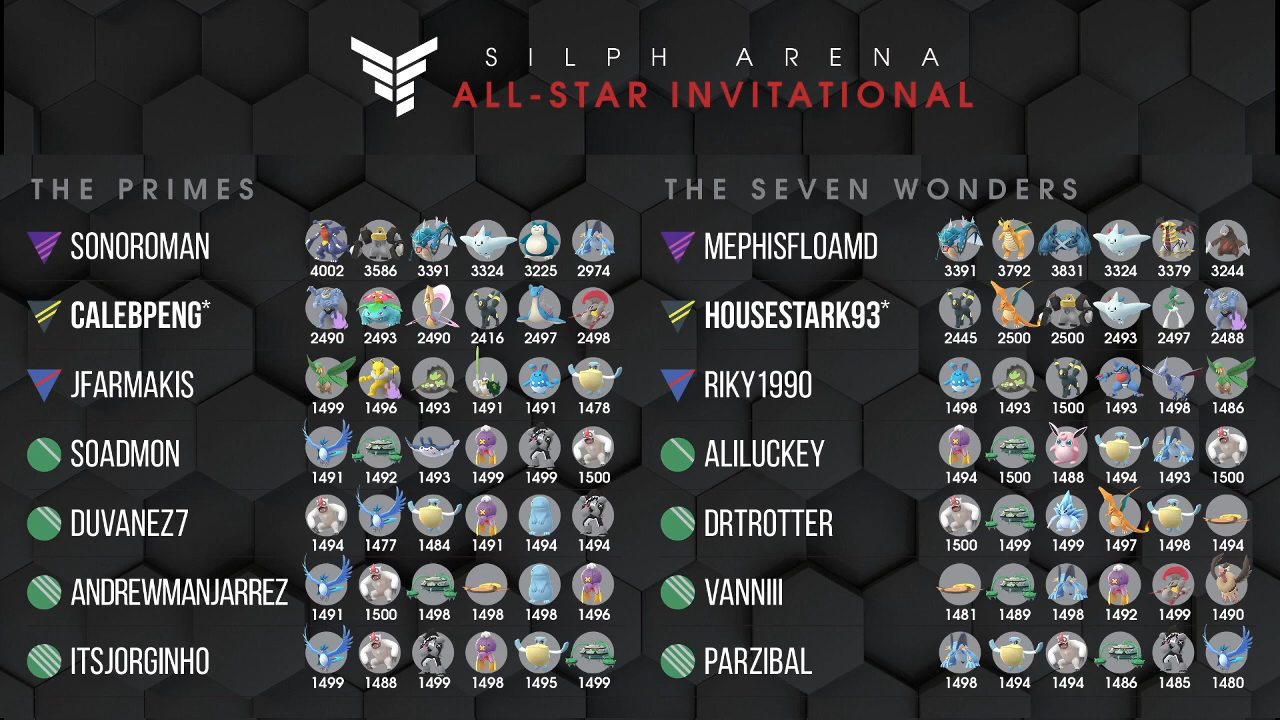 SILPH ARENA
ALL-STAR INVITATIONAL
THE PRIMES
SONOROMAN
4002 3586 3391 3324 3225 2974
CALEBPENG*
2490 2493 2490 2416 2497 2498
JFARMAKIS
1499 1496 1493 1491 1491 1478
SOADMON
1491 1492 1493 1499 1499 1500
DUVANEZ7
1494 1477 1484 1491 1494 1494
ANDREWMANJARREZ
1491 1500 1498 1498 1498 1496
ITSJORGINHO
1499 1488 1499 1498 1495 1499
THE SEVEN WONDERS
MEPHISFLOAMD
3391 3792 3831 3324 3379 3244
HOUSESTARK93*
2445 2500 2500 2493 2497 2488
RIKY1990
1498 1493 1500 1493 1498 1486
ALILUCKEY
1494 1500 1488 1494 1493 1500
DRTROTTER
1500 1499 1499 1497 1498 1494
VANNIII
1481 1489 1498 1492 1499 1490
PARZIBAL
1498 1494 1494 1486 1485 1480